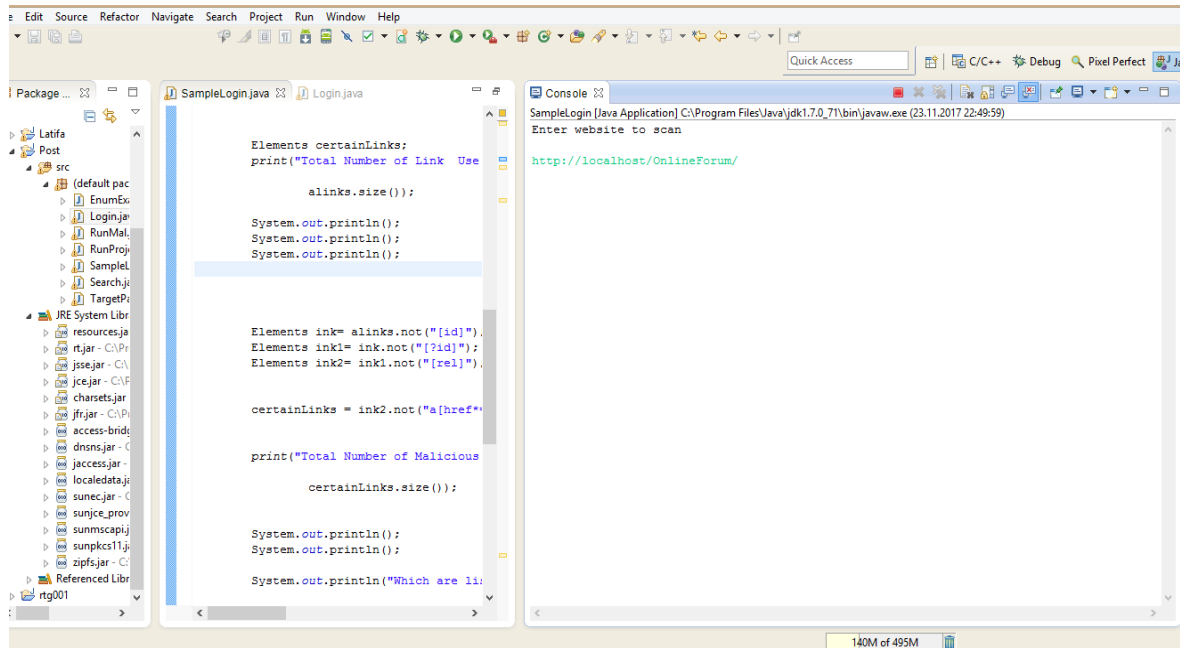 Edit Source Refactor Navigate Search Project Run Window Help
Quick Access
C/C++ Debug Pixel Perfect
Package ...
Latifa
Post
src
(default pac
EnumEx
Login.jav
RunMal.
RunProj
SampleL
Search.ja
TargetPa
JRE System Libr
resources.ja
rt.jar - C:\Pr
jsse.jar - C:\
jce.jar - C:\P
charsets.jar
jfr.jar - C:\Pr
access-bridg
dnsns.jar - C
jaccess.jar -
localedata.ja
sunec.jar - C
sunjce_prov
sunmscapi.j
sunpkcs11.ja
zipfs.jar - C:
Referenced Libr
rtg001
SampleLogin.java Login.java
Elements certainLinks;
print("Total Number of Link Use
alinks.size());
System.out.println();
System.out.println();
System.out.println();
Elements ink= alinks.not("[id]").
Elements ink1= ink.not("[?id]");
Elements ink2= ink1.not("[rel]").
certainLinks = ink2.not("a[href*
print("Total Number of Malicious
certainLinks.size());
System.out.println();
System.out.println();
System.out.println("Which are li
Console
SampleLogin [Java Application] C:\Program Files\Java\jdk1.7.0_71\bin\javaw.exe (23.11.2017 22:49:59)
Enter website to scan
http://localhost/OnlineForum/
140M of 495M